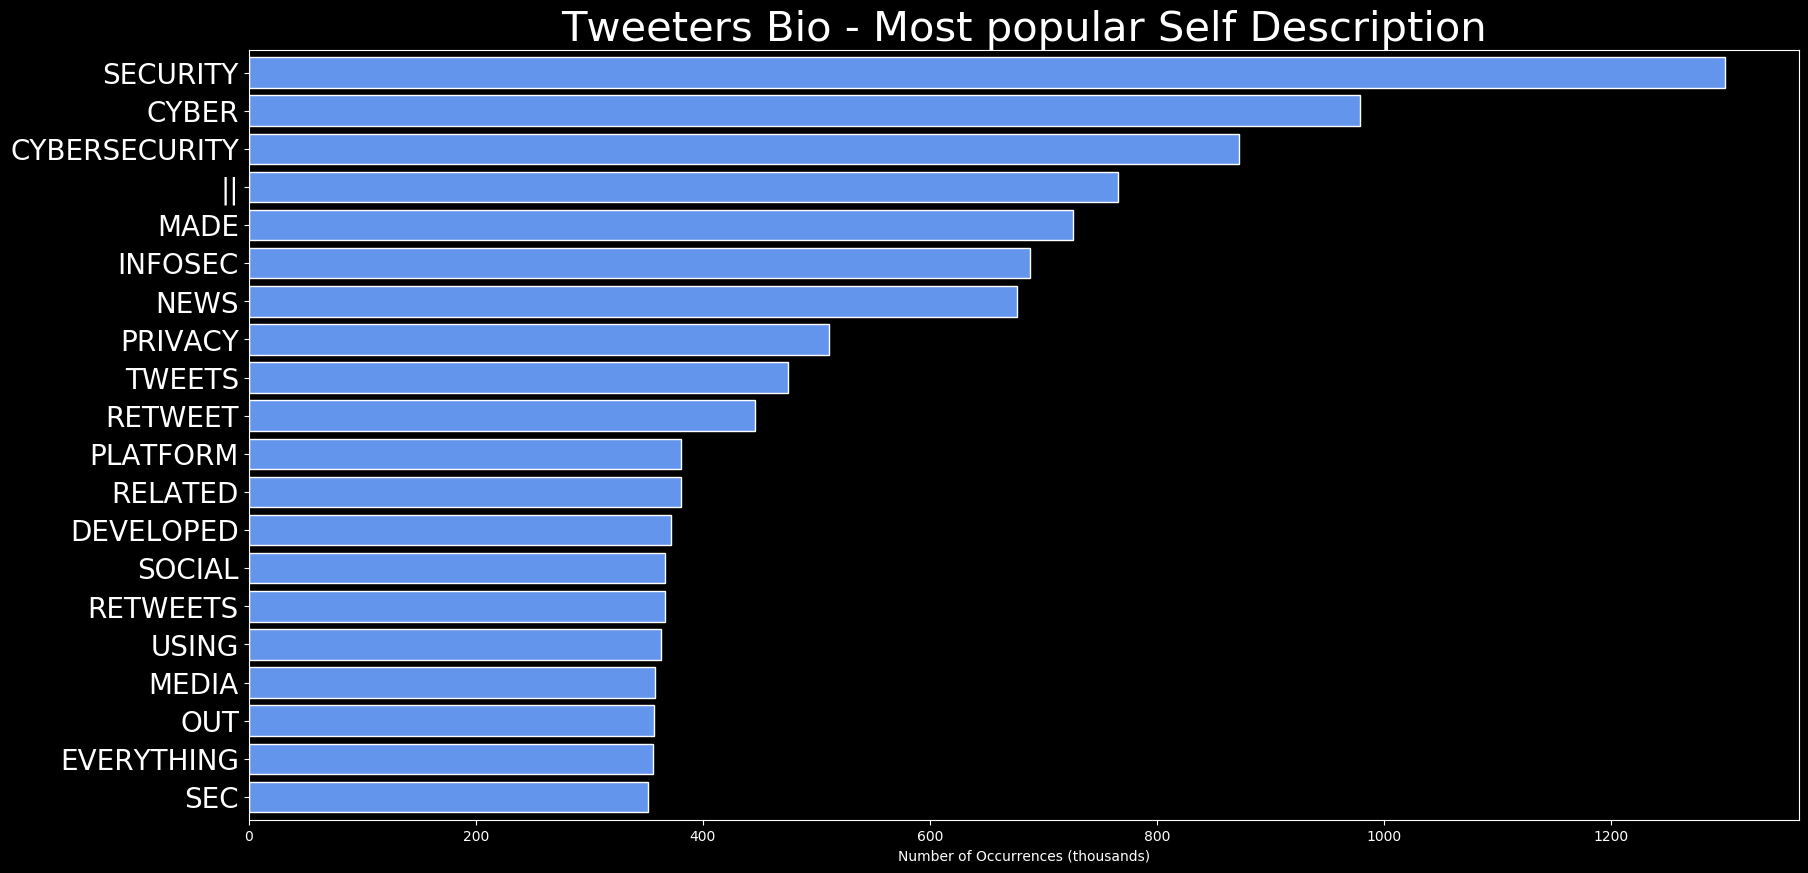 Tweeters Bio - Most popular Self Description
SECURITY
CYBER
CYBERSECURITY
||
MADE
INFOSEC
NEWS
PRIVACY
TWEETS
RETWEET
PLATFORM
RELATED
DEVELOPED
SOCIAL
RETWEETS
USING
MEDIA
OUT
EVERYTHING
SEC
0 200 400 600 800 1000 1200
Number of Occurrences (thousands)